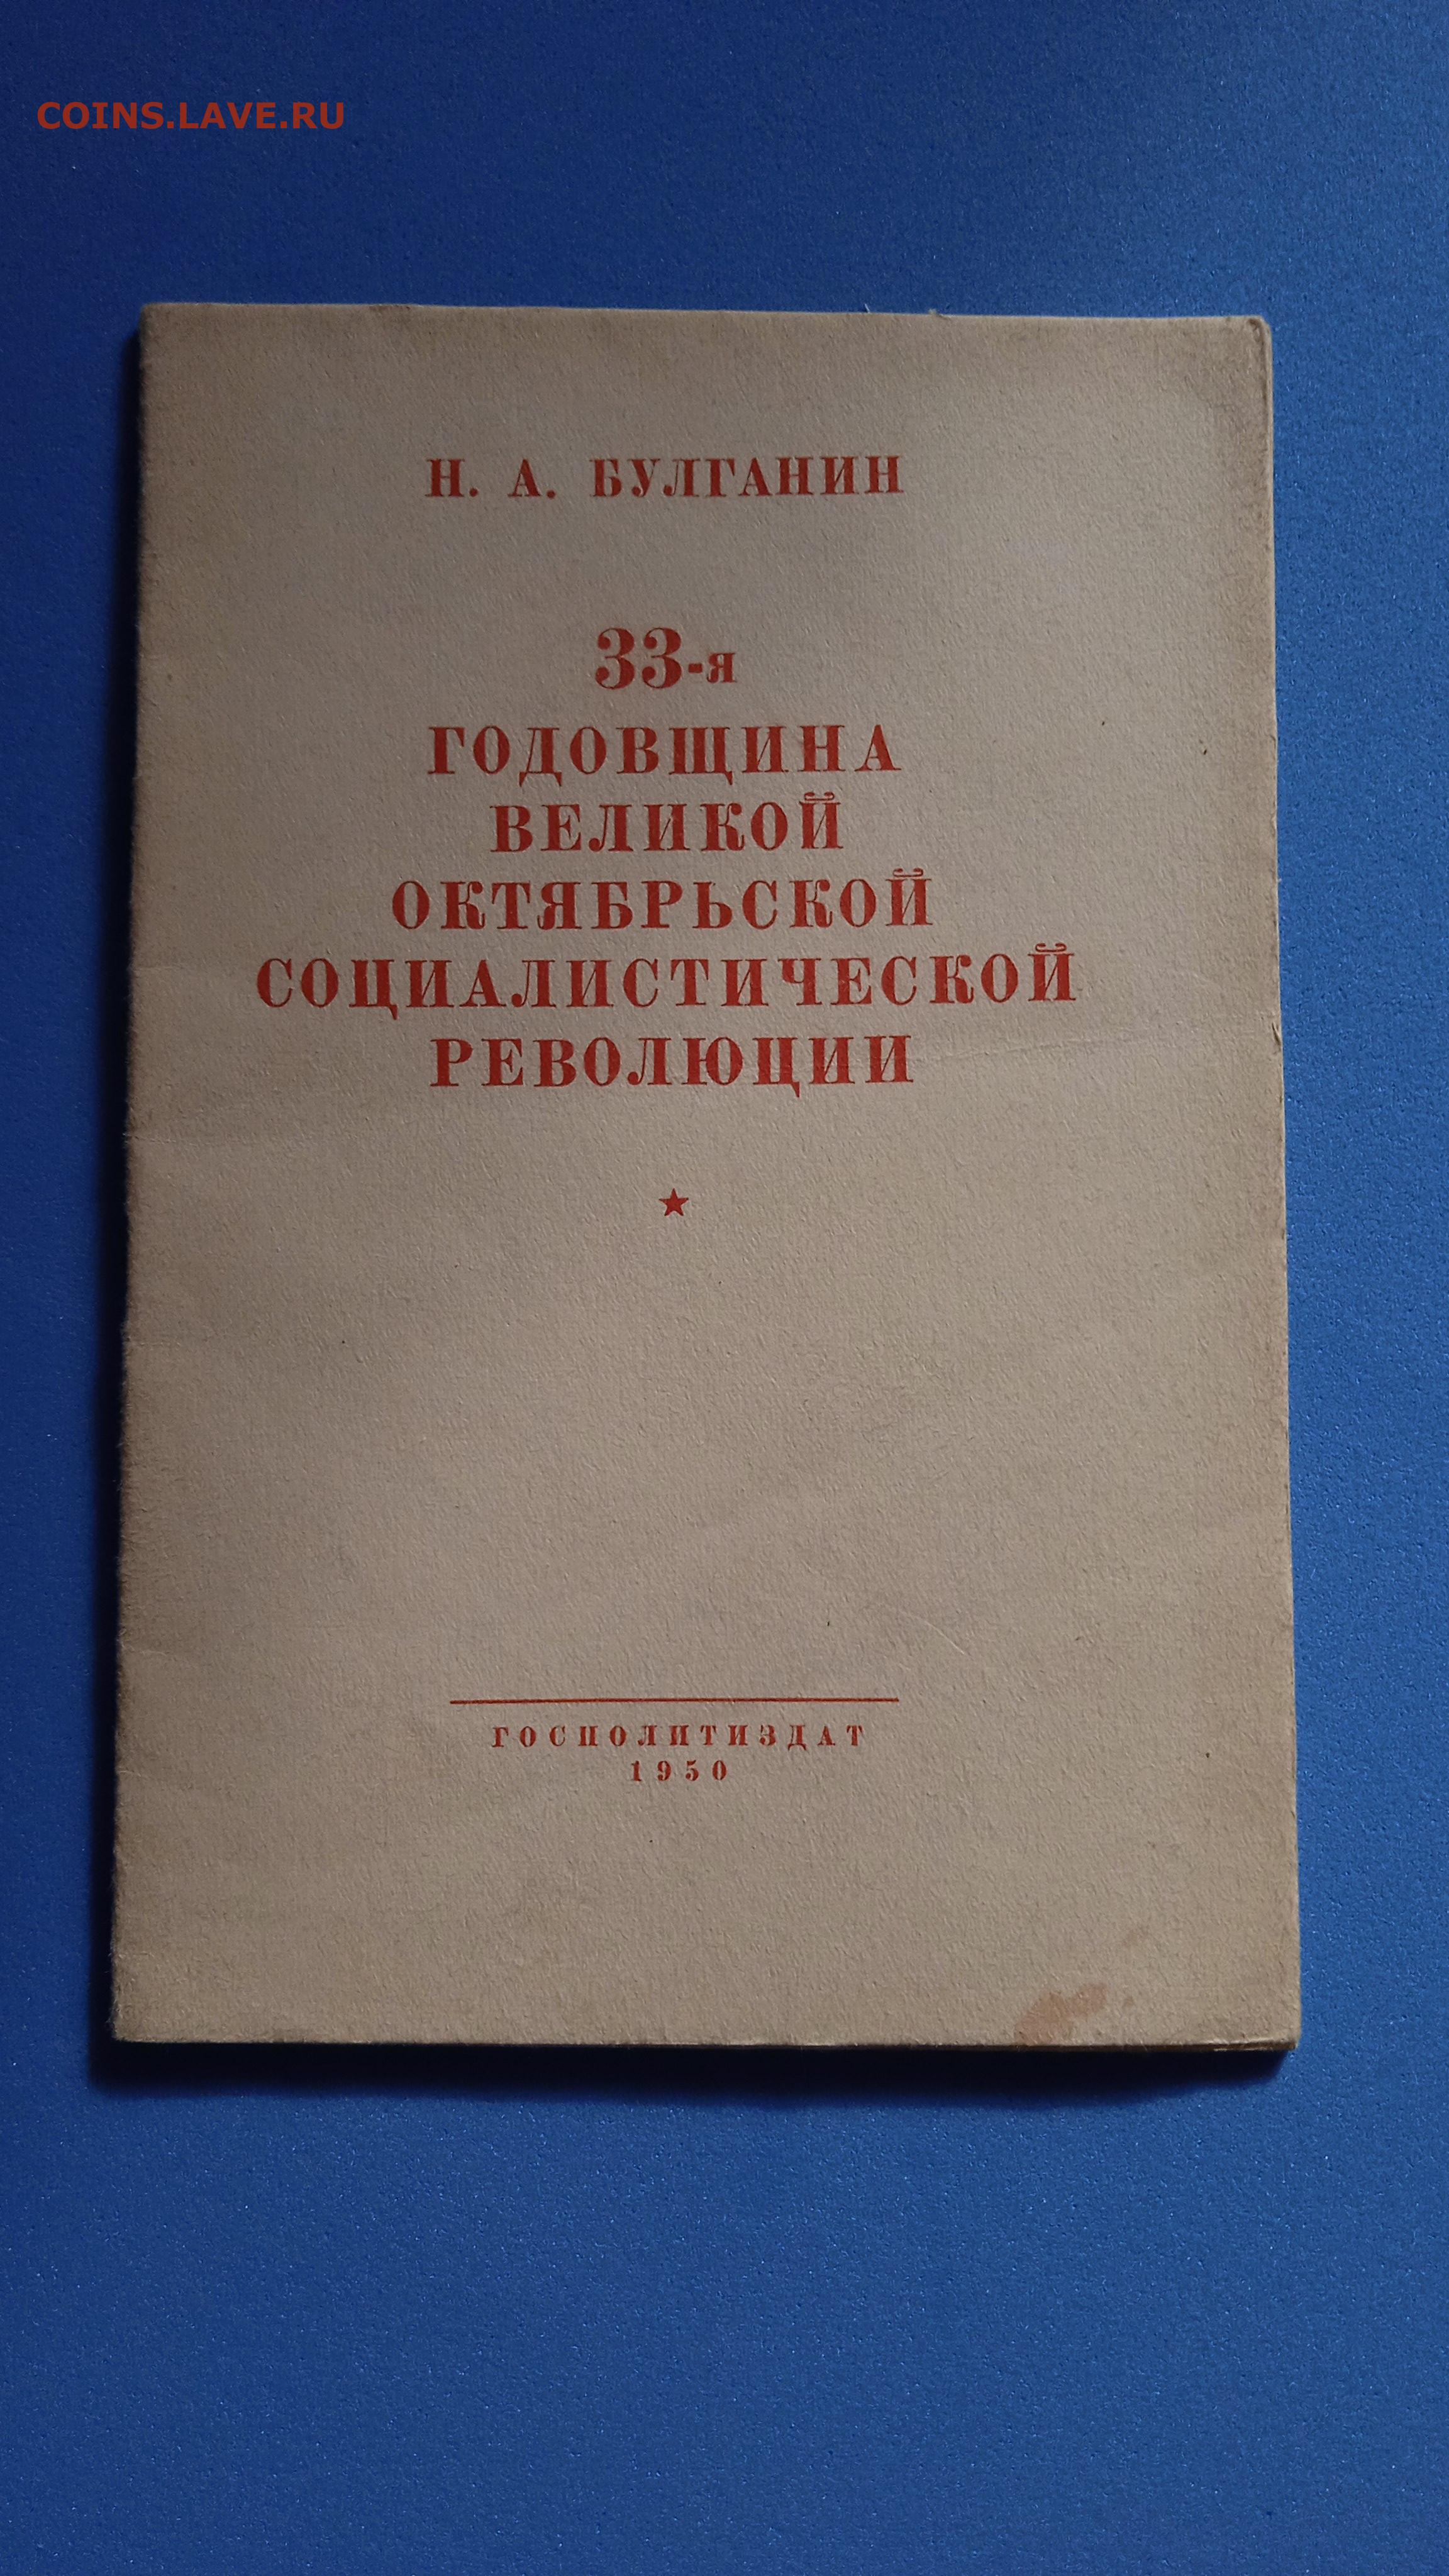 COINS.LAVE.RU
Н. А. БУЛГАНИН
33-я
ГОДОВЩИНА
ВЕЛИКОЙ
ОКТЯБРЬСКОЙ
СОЦИАЛИСТИЧЕСКОЙ
РЕВОЛЮЦИИ
ГОСПОЛИТИЗДАТ
1950